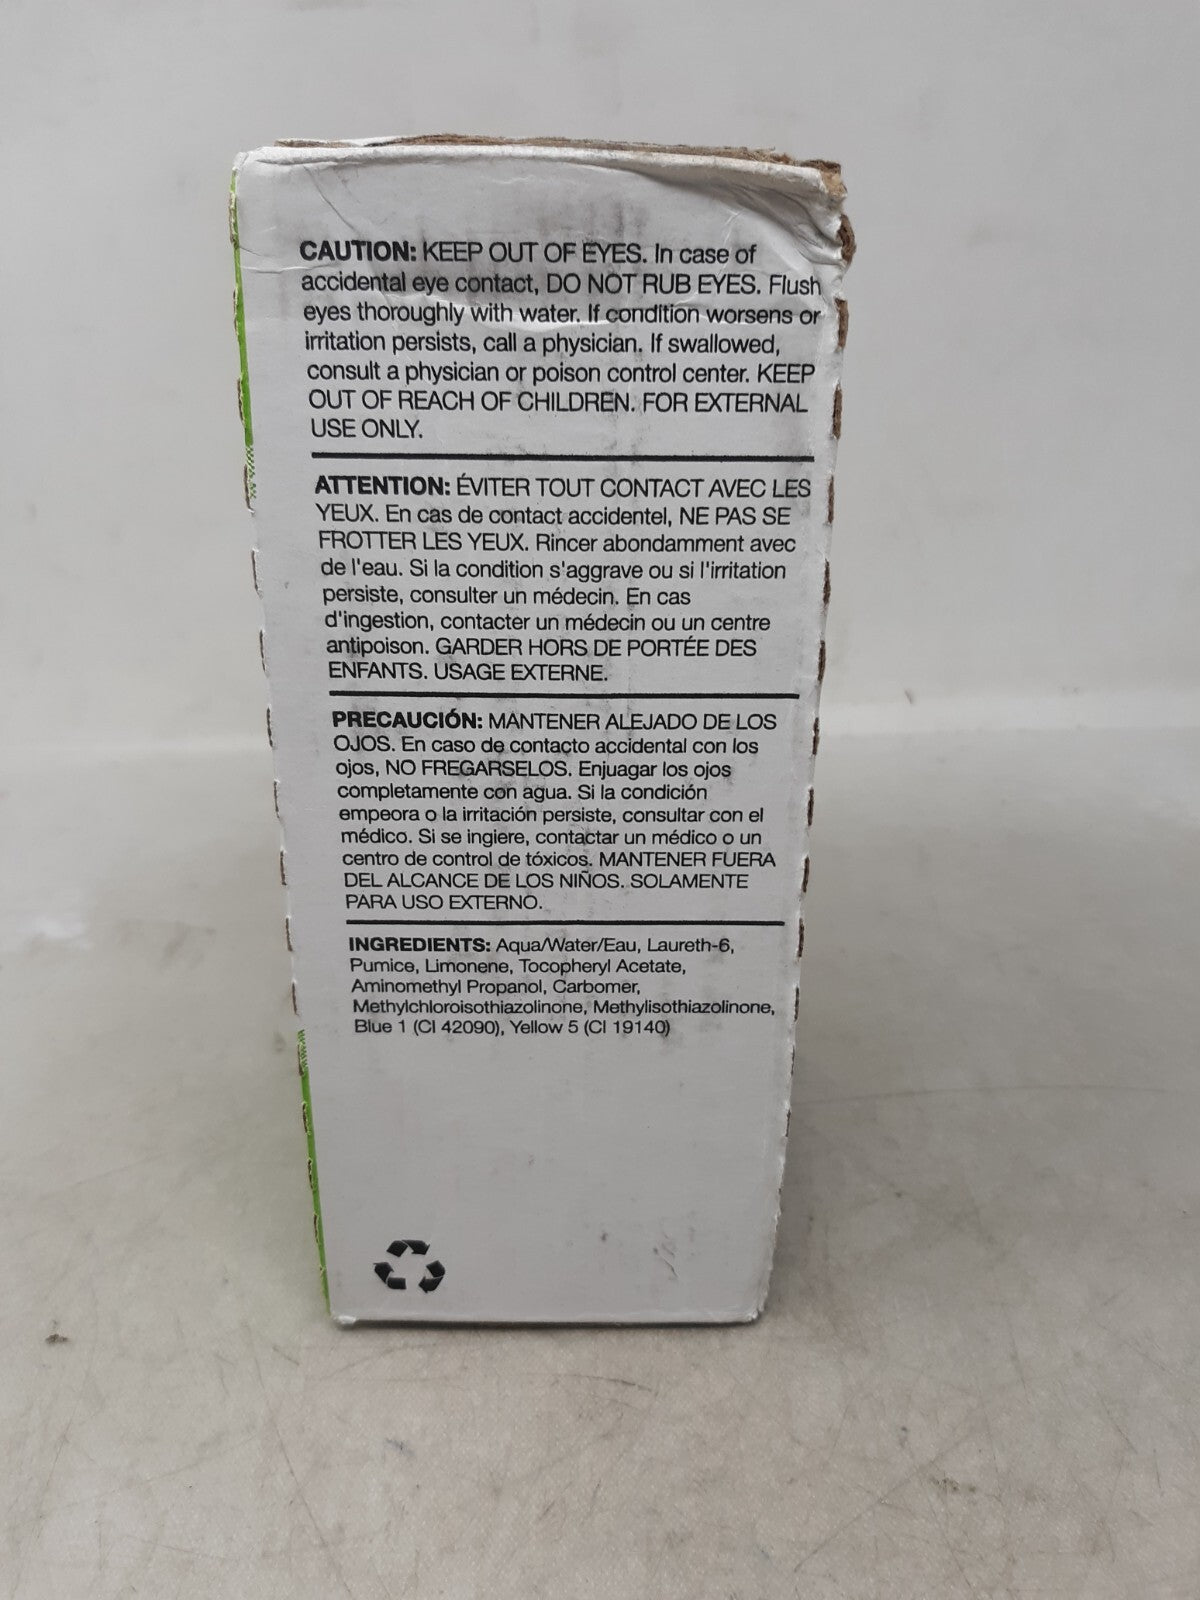 CAUTION: KEEP OUT OF EYES. In case of
accidental eye contact, DO NOT RUB EYES. Flush
eyes thoroughly with water. If condition worsens or
irritation persists, call a physician. If swallowed,
consult a physician or poison control center. KEEP
OUT OF REACH OF CHILDREN. FOR EXTERNAL
USE ONLY.
ATTENTION: ÉVITER TOUT CONTACT AVEC LES
YEUX. En cas de contact accidentel, NE PAS SE
FROTTER LES YEUX. Rincer abondamment avec
de l'eau. Si la condition s'aggrave ou si l'irritation
persiste, consulter un médecin. En cas
d'ingestion, contacter un médecin ou un centre
antipoison. GARDER HORS DE PORTÉE DES
ENFANTS. USAGE EXTERNE.
PRECAUCIÓN: MANTENER ALEJADO DE LOS
OJOS. En caso de contacto accidental con los
ojos, NO FREGARSELOS. Enjuagar los ojos
completamente con agua. Si la condición
empeora o la irritación persiste, consultar con el
médico. Si se ingiere, contactar un médico o un
centro de control de tóxicos. MANTENER FUERA
DEL ALCANCE DE LOS NIÑOS. SOLAMENTE
PARA USO EXTERNO.
INGREDIENTS: Aqua/Water/Eau, Laureth-6,
Pumice, Limonene, Tocopheryl Acetate,
Aminomethyl Propanol, Carbomer,
Methylchloroisothiazolinone, Methylisothiazolinone,
Blue 1 (CI 42090), Yellow 5 (CI 19140)